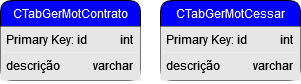 CTabGerMotContrato
Primary Key: id int
descrição varchar
CTabGerMotCessar
Primary Key: id int
descrição varchar